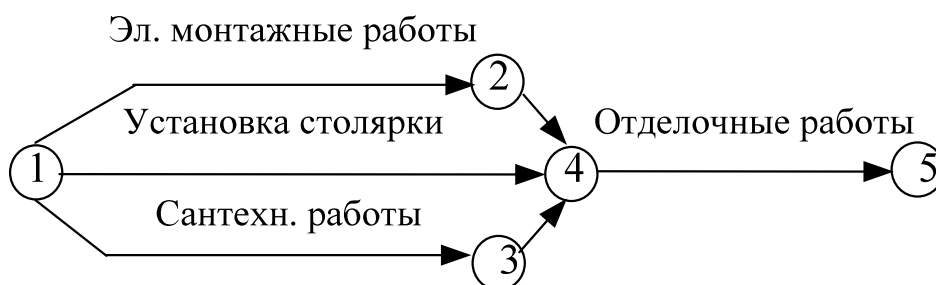 Эл. монтажные работы
2
Установка столярки
Отделочные работы
1
4
5
Сантехн. работы
3